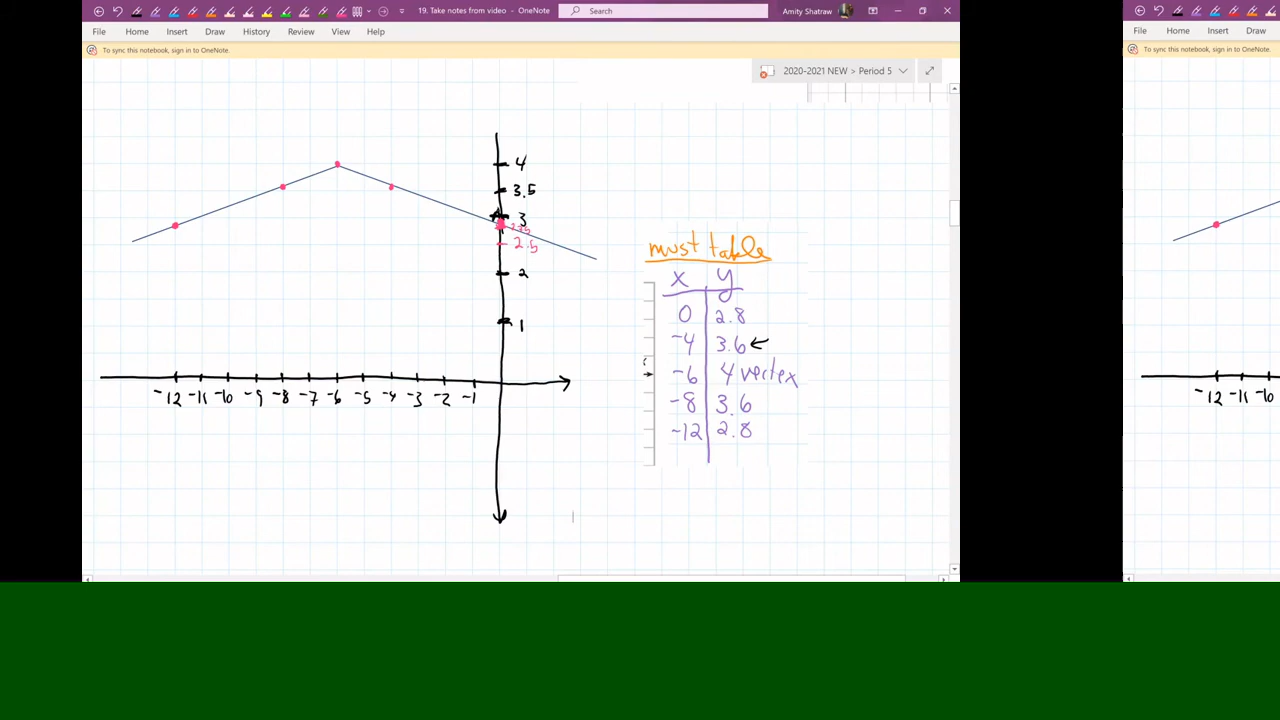 19. Take notes from video - OneNote
Search
Amity Shatraw
File Home Insert Draw History Review View Help
To sync this notebook, sign in to OneNote.
2020-2021 NEW > Period 5
4
3.5
3
2.5
2
1
-12 -11 -10 -9 -8 -7 -6 -5 -4 -3 -2 -1
must table
x y
0 2.8
-4 3.6 ←
-6 4 vertex
-8 3.6
-12 2.8
File Home Insert Draw
To sync this notebook, sign in to OneNote.
-12 -11 -10